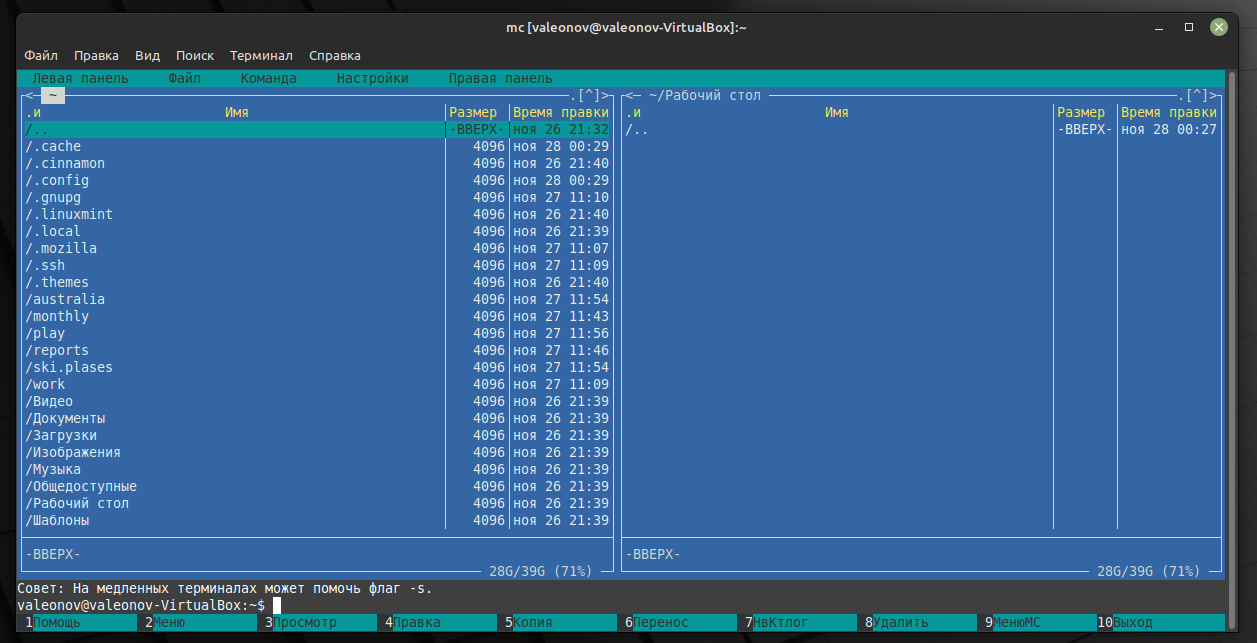 mc [valeonov@valeonov-VirtualBox]:~
Файл Правка Вид Поиск Терминал Справка
Левая панель Файл Команда Настройки Правая панель
<─ ~ .[^]> <─ ~/Рабочий стол .[^]>
.и Имя Размер Время правки .и Имя Размер Время правки
/.. -ВВЕРХ- ноя 26 21:32 /.. -ВВЕРХ- ноя 28 00:27
/.cache 4096 ноя 28 00:29
/.cinnamon 4096 ноя 26 21:40
/.config 4096 ноя 28 00:29
/.gnupg 4096 ноя 27 11:10
/.linuxmint 4096 ноя 26 21:40
/.local 4096 ноя 26 21:39
/.mozilla 4096 ноя 27 11:07
/.ssh 4096 ноя 27 11:09
/.themes 4096 ноя 26 21:40
/australia 4096 ноя 27 11:54
/monthly 4096 ноя 27 11:43
/play 4096 ноя 27 11:56
/reports 4096 ноя 27 11:46
/ski.plases 4096 ноя 27 11:54
/work 4096 ноя 27 11:09
/Видео 4096 ноя 26 21:39
/Документы 4096 ноя 26 21:39
/Загрузки 4096 ноя 26 21:39
/Изображения 4096 ноя 26 21:39
/Музыка 4096 ноя 26 21:39
/Общедоступные 4096 ноя 26 21:39
/Рабочий стол 4096 ноя 26 21:39
/Шаблоны 4096 ноя 26 21:39
-ВВЕРХ- -ВВЕРХ-
28G/39G (71%) 28G/39G (71%)
Совет: На медленных терминалах может помочь флаг -s.
valeonov@valeonov-VirtualBox:~$
1Помощь 2Меню 3Просмотр 4Правка 5Копия 6Перенос 7НвКтлог 8Удалить 9МенюМС 10Выход